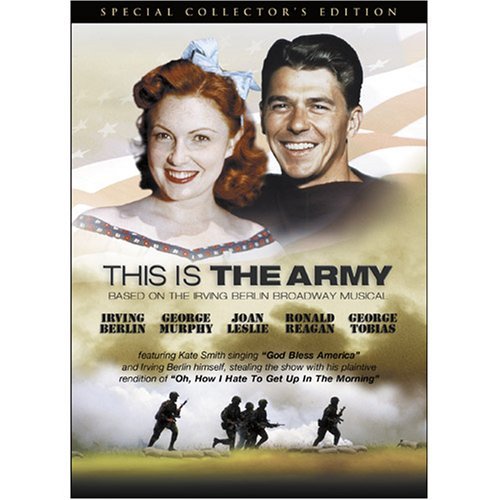 SPECIAL COLLECTOR'S EDITION
THIS IS THE ARMY
BASED ON THE IRVING BERLIN BROADWAY MUSICAL
IRVING GEORGE JOAN RONALD GEORGE
BERLIN MURPHY LESLIE REAGAN TOBIAS
featuring Kate Smith singing "God Bless America"
and Irving Berlin himself, stealing the show with his plaintive
rendition of "Oh, How I Hate To Get Up In The Morning"